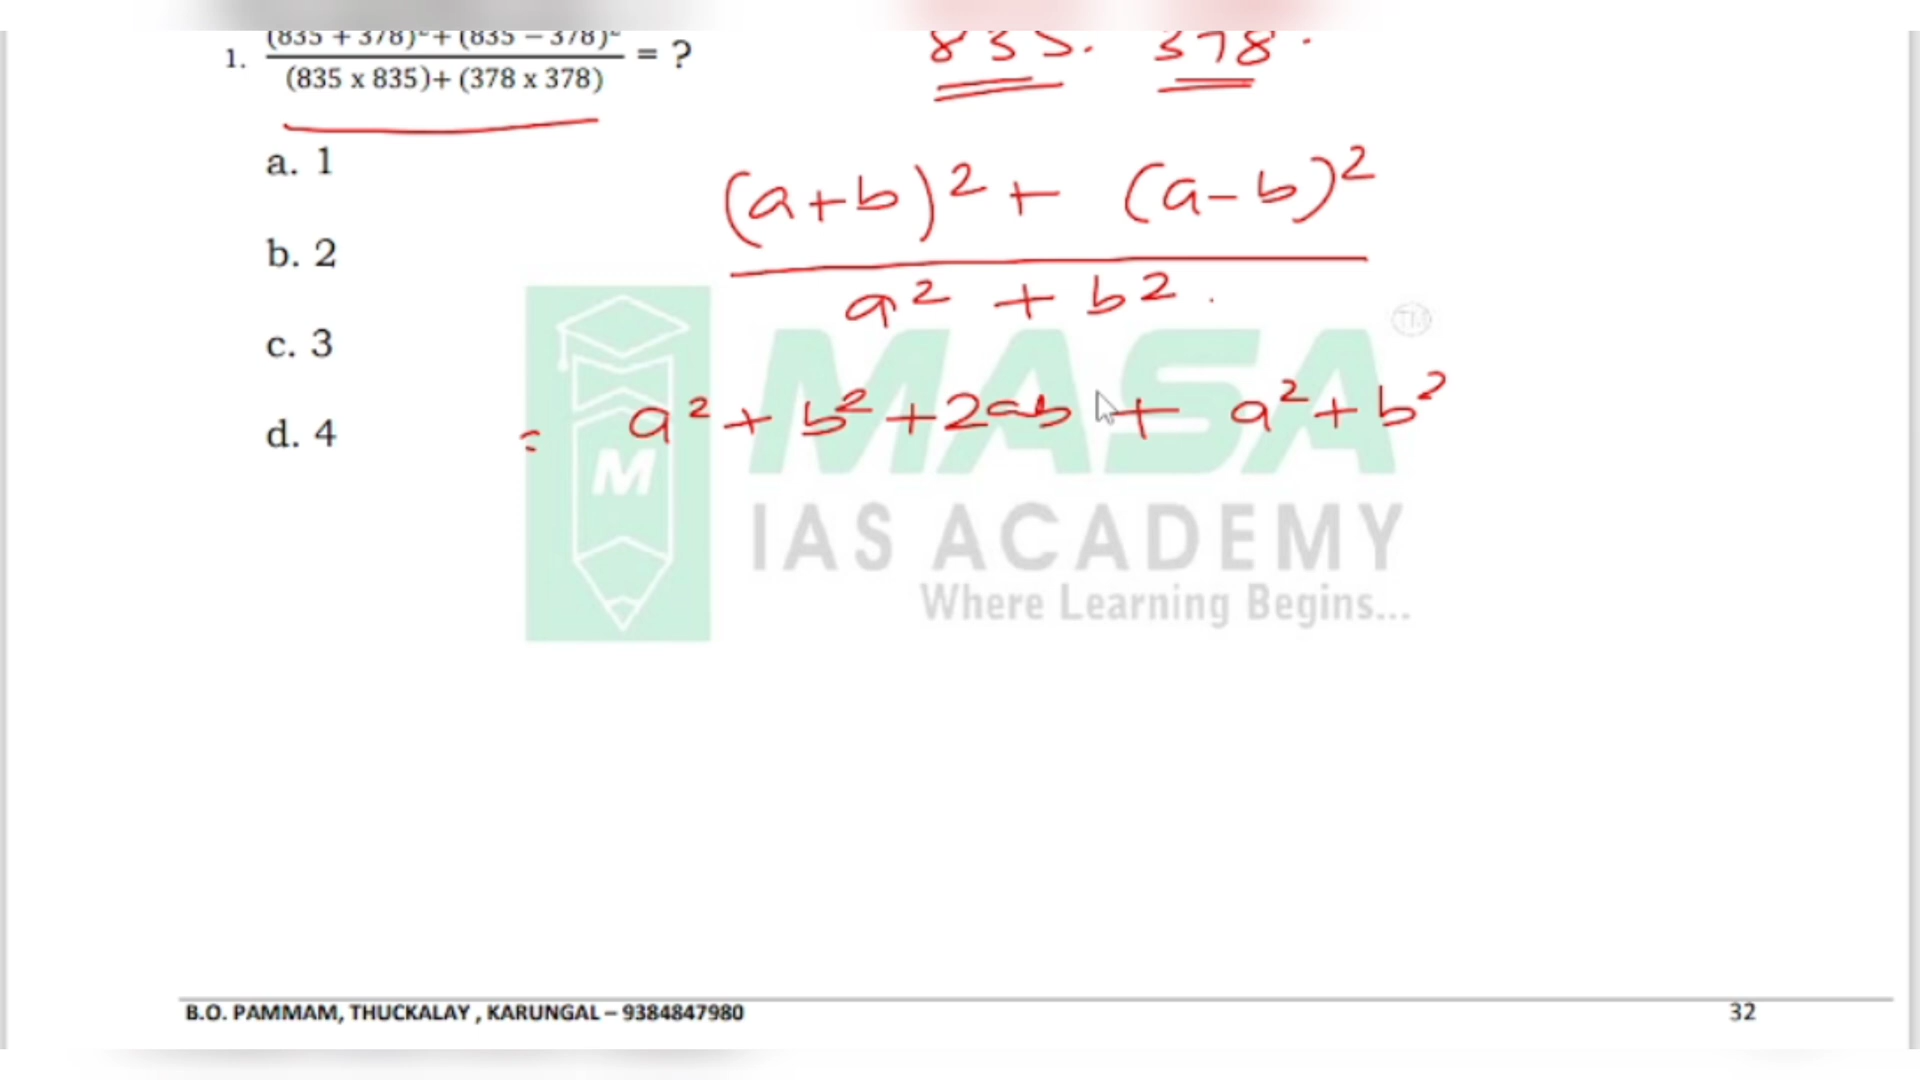 1. (835 + 378)² + (835 – 378)² / (835 x 835)+ (378 x 378) = ?
835. 378.
a. 1
(a+b)² + (a-b)²
b. 2
a² + b².
c. 3
MASA TM
= a² + b² + 2ab + a² + b²
d. 4
M
IAS ACADEMY
Where Learning Begins...
B.O. PAMMAM, THUCKALAY , KARUNGAL – 9384847980
32